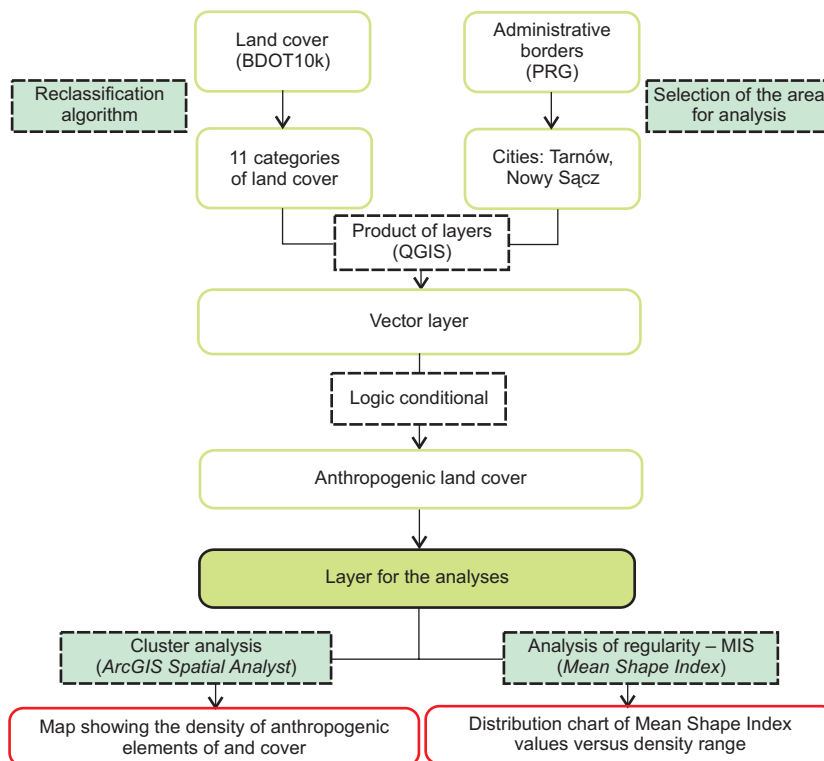 Land cover
(BDOT10k)
Administrative
borders
(PRG)
Reclassification
algorithm
Selection of the area
for analysis
11 categories
of land cover
Cities: Tarnów,
Nowy Sącz
Product of layers
(QGIS)
Vector layer
Logic conditional
Anthropogenic land cover
Layer for the analyses
Cluster analysis
(ArcGIS Spatial Analyst)
Analysis of regularity – MIS
(Mean Shape Index)
Map showing the density of anthropogenic
elements of and cover
Distribution chart of Mean Shape Index
values versus density range